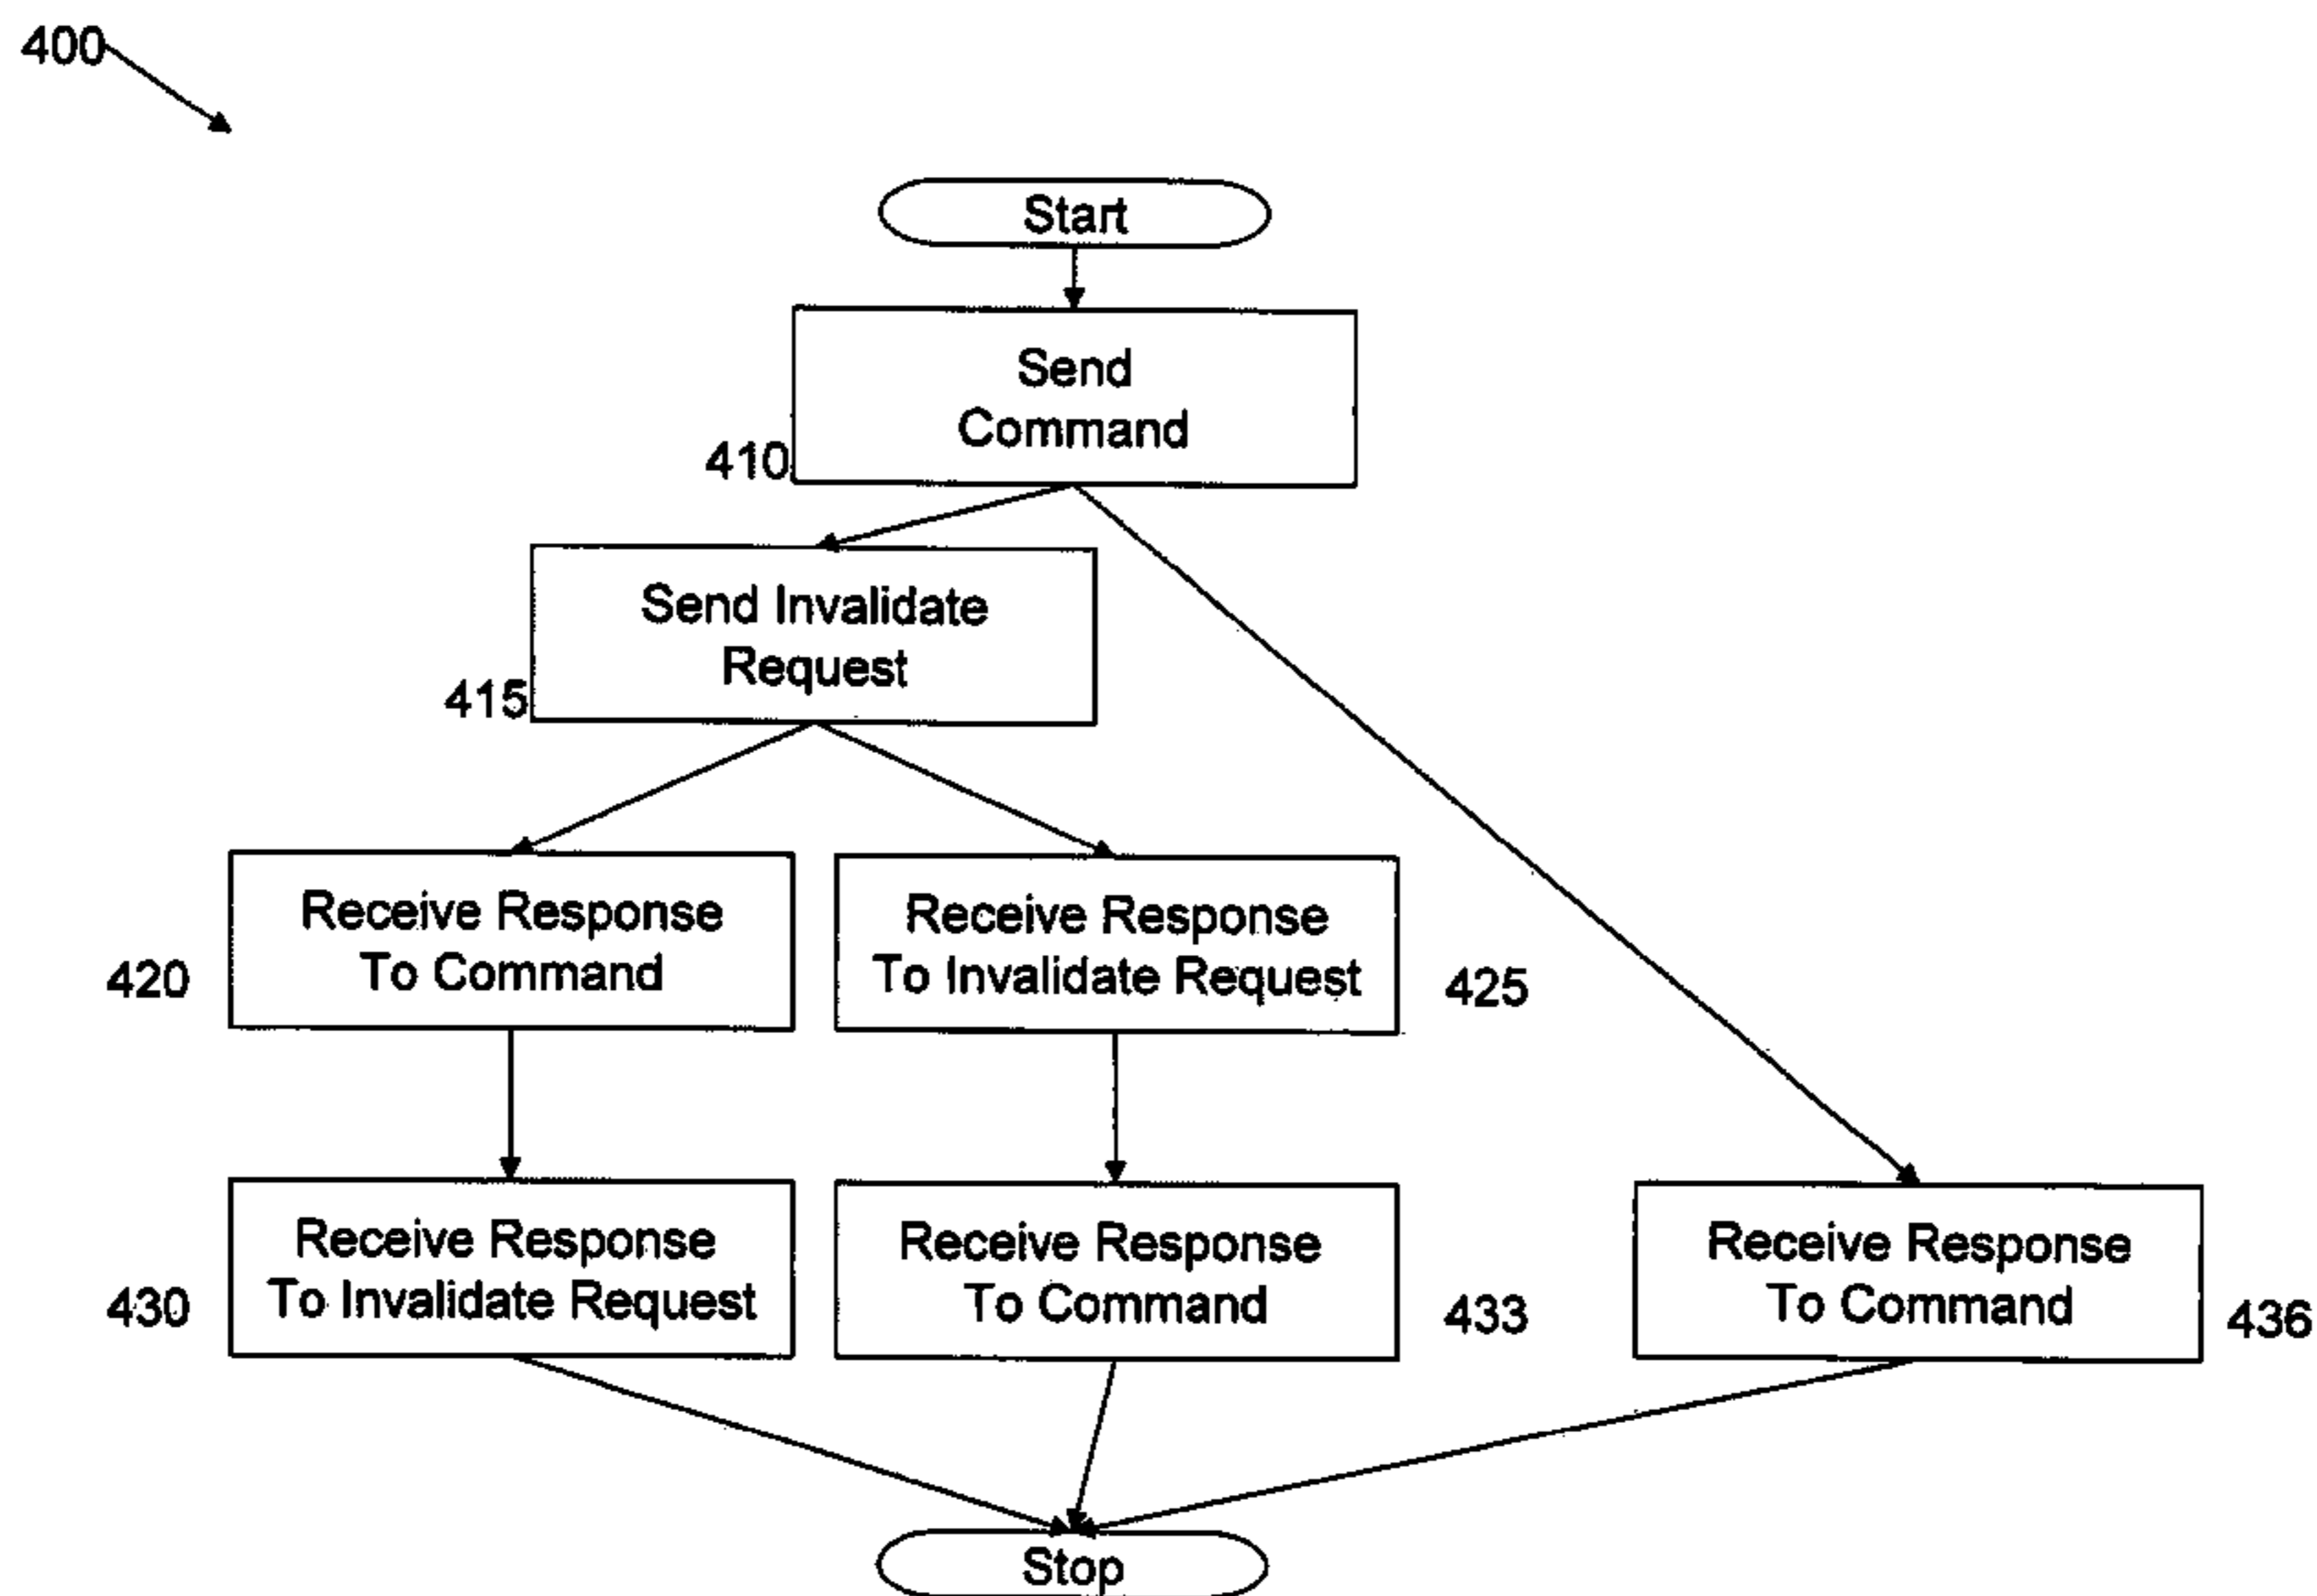 400
Start
Send
Command
410
Send Invalidate
Request
415
Receive Response
To Command
420
Receive Response
To Invalidate Request
425
Receive Response
To Invalidate Request
430
Receive Response
To Command
433
Receive Response
To Command
436
Stop